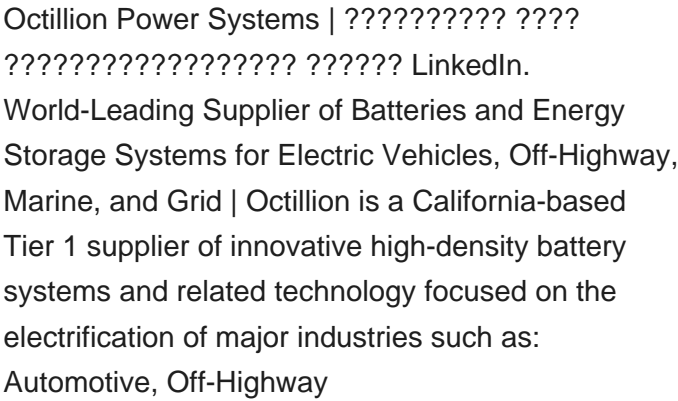 Octillion Power Systems | ?????????? ????
?????????????????? ?????? LinkedIn.
World-Leading Supplier of Batteries and Energy
Storage Systems for Electric Vehicles, Off-Highway,
Marine, and Grid | Octillion is a California-based
Tier 1 supplier of innovative high-density battery
systems and related technology focused on the
electrification of major industries such as:
Automotive, Off-Highway